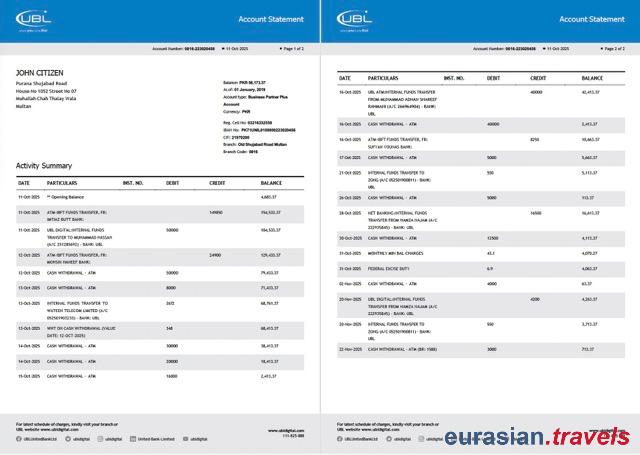 UBL
where you come first
Account Statement
Account Number: 0816-223020456 • 11-Oct-2025 • Page 1 of 2
JOHN CITIZEN
Purana Shujabad Road
House No 1052 Street No 07
Mohallah Chah Thalay Wala
Multan
Balance: PKR 56,173.37
As of: 01 January, 2019
Account type: Business Partner Plus
Account
Currency: PKR
Reg. Cell No:
IBAN No:
CIF: 21970200
Branch: Old Shujabad Road Multan
Branch Code: 0816
Activity Summary
DATE PARTICULARS INST. NO. DEBIT CREDIT BALANCE
11-Oct-2025 ** Opening Balance 4,683.37
11-Oct-2025 ATM-IBFT FUNDS TRANSFER, FR: 149850 154,533.37
IMTIAZ BUTT BANK:
11-Oct-2025 UBL DIGITAL:INTERNAL FUNDS 50000 104,533.37
TRANSFER TO MUHAMMAD HASSAN
(A/C 231285692) - BANK: UBL
12-Oct-2025 ATM-IBFT FUNDS TRANSFER, FR: 24900 129,433.37
MOHSIN HANEEF BANK:
12-Oct-2025 CASH WITHDRAWAL - ATM 50000 79,433.37
13-Oct-2025 CASH WITHDRAWAL - ATM 8000 71,433.37
13-Oct-2025 INTERNAL FUNDS TRANSFER TO 2672 68,761.37
WATEEN TELECOM LIMITED (A/C
- BANK: UBL
13-Oct-2025 WHT ON CASH WITHDRAWAL (VALUE 348 68,413.37
DATE: 12-OCT-2025)
14-Oct-2025 CASH WITHDRAWAL - ATM 30000 38,413.37
14-Oct-2025 CASH WITHDRAWAL - ATM 20000 18,413.37
15-Oct-2025 CASH WITHDRAWAL - ATM 16000 2,413.37
For latest schedule of charges, kindly visit your branch or
UBL website www.ubldigital.com
www.ubldigital.com
111-825-888
UBLUnitedBankLtd ubldigital ubldigital United-Bank-Limited ubldigital
UBL
where you come first
Account Statement
Account Number: 0816-223020456 • 11-Oct-2025 • Page 2 of 2
DATE PARTICULARS INST. NO. DEBIT CREDIT BALANCE
16-Oct-2025 UBL ATM:INTERNAL FUNDS TRANSFER 40000 42,413.37
FROM MUHAMMAD AZHAN SHAREEF
RAHMANI (A/C 266964904) - BANK:
UBL
16-Oct-2025 CASH WITHDRAWAL - ATM 40000 2,413.37
16-Oct-2025 ATM-IBFT FUNDS TRANSFER, FR: 8250 10,663.37
SUFYAN YOUNAS BANK:
17-Oct-2025 CASH WITHDRAWAL - ATM 5000 5,663.37
21-Oct-2025 INTERNAL FUNDS TRANSFER TO 550 5,113.37
ZONG (A/C 052501900811) - BANK:
UBL
26-Oct-2025 CASH WITHDRAWAL - ATM 5000 113.37
28-Oct-2025 NET BANKING:INTERNAL FUNDS 16500 16,613.37
TRANSFER FROM HAMZA NAJAM (A/C
222935845) - BANK: UBL
30-Oct-2025 CASH WITHDRAWAL - ATM 12500 4,113.37
31-Oct-2025 MONTHLY MIN BAL CHARGES 43.1 4,070.27
31-Oct-2025 FEDERAL EXCISE DUTY 6.9 4,063.37
02-Nov-2025 CASH WITHDRAWAL - ATM 4000 63.37
20-Nov-2025 UBL DIGITAL:INTERNAL FUNDS 4200 4,263.37
TRANSFER FROM HAMZA NAJAM (A/C
222935845) - BANK: UBL
20-Nov-2025 INTERNAL FUNDS TRANSFER TO 550 3,713.37
ZONG (A/C 052501900811) - BANK:
UBL
22-Nov-2025 CASH WITHDRAWAL - ATM (BR: 1588) 3000 713.37
For latest schedule of charges, kindly visit your branch or
UBL website www.ubldigital.com
www.ubldigital.com
UBLUnitedBankLtd ubldigital
eurasian.travels